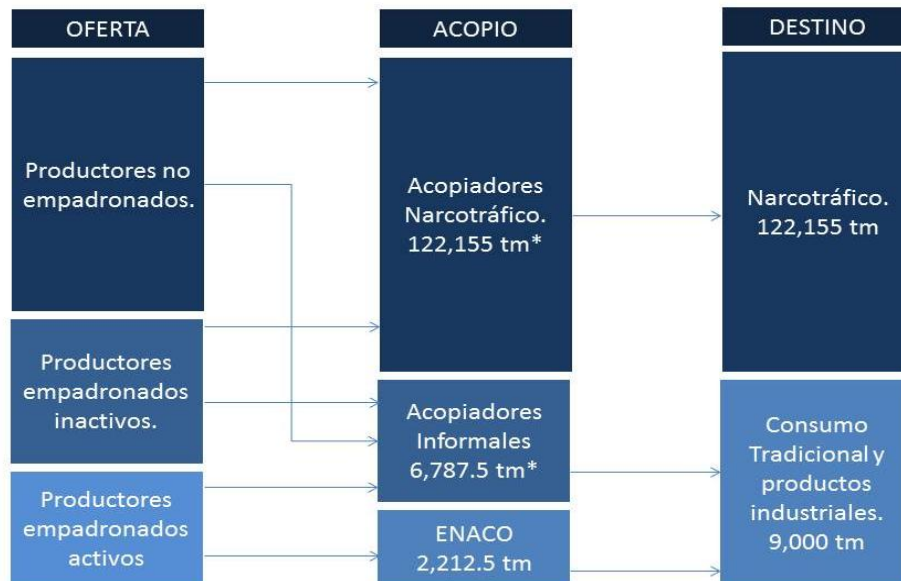 OFERTA
Productores no
empadronados.
Productores
empadronados
inactivos.
Productores
empadronados
activos
ACOPIO
Acopiadores
Narcotráfico.
122,155 tm*
Acopiadores
Informales
6,787.5 tm*
ENACO
2,212.5 tm
DESTINO
Narcotráfico.
122,155 tm
Consumo
Tradicional y
productos
industriales.
9,000 tm